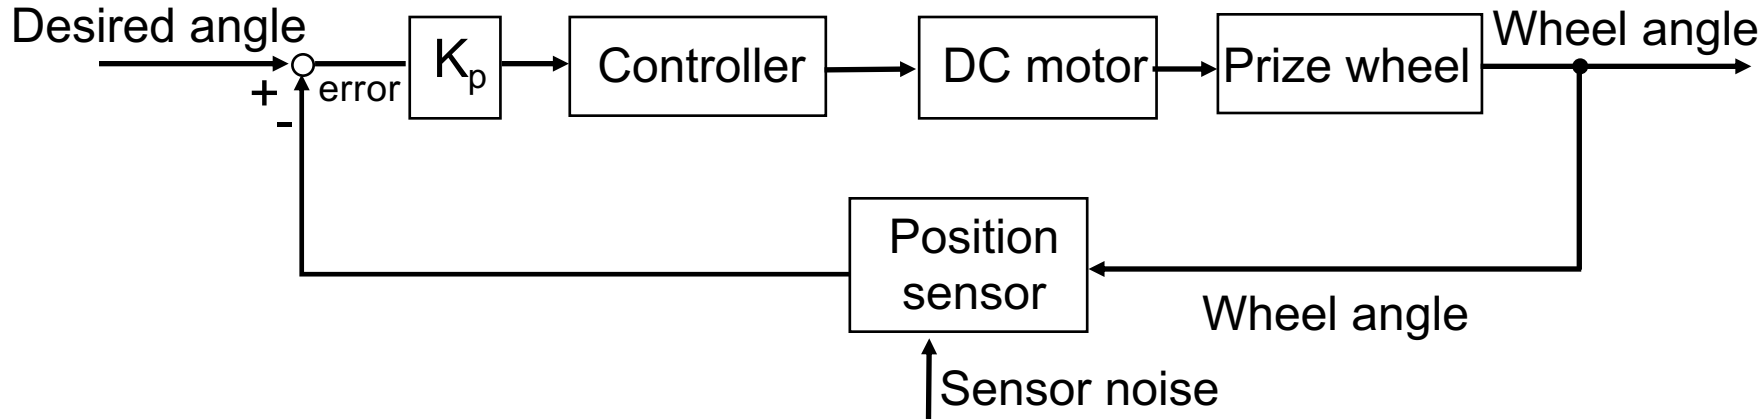 Desired angle
+
-
error
Kp
Controller
DC motor
Prize wheel
Wheel angle
Position
sensor
Wheel angle
Sensor noise